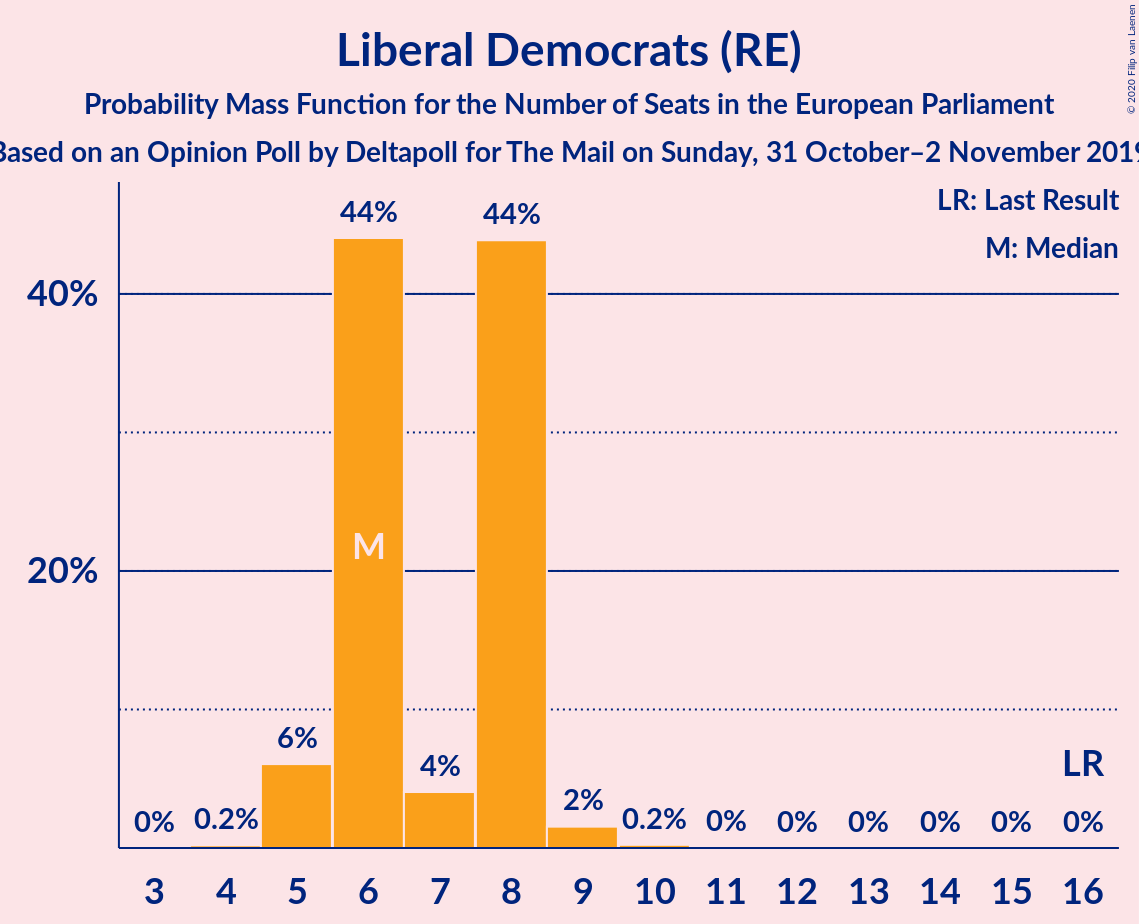 Liberal Democrats (RE)
Probability Mass Function for the Number of Seats in the European Parliament
Based on an Opinion Poll by Deltapoll for The Mail on Sunday, 31 October–2 November 2019
© 2020 Filip van Laenen
LR: Last Result
M: Median
44% 44%
40%
M
20%
6% 4% 2% LR
0% 0.2% 0.2% 0% 0% 0% 0% 0% 0%
3 4 5 6 7 8 9 10 11 12 13 14 15 16